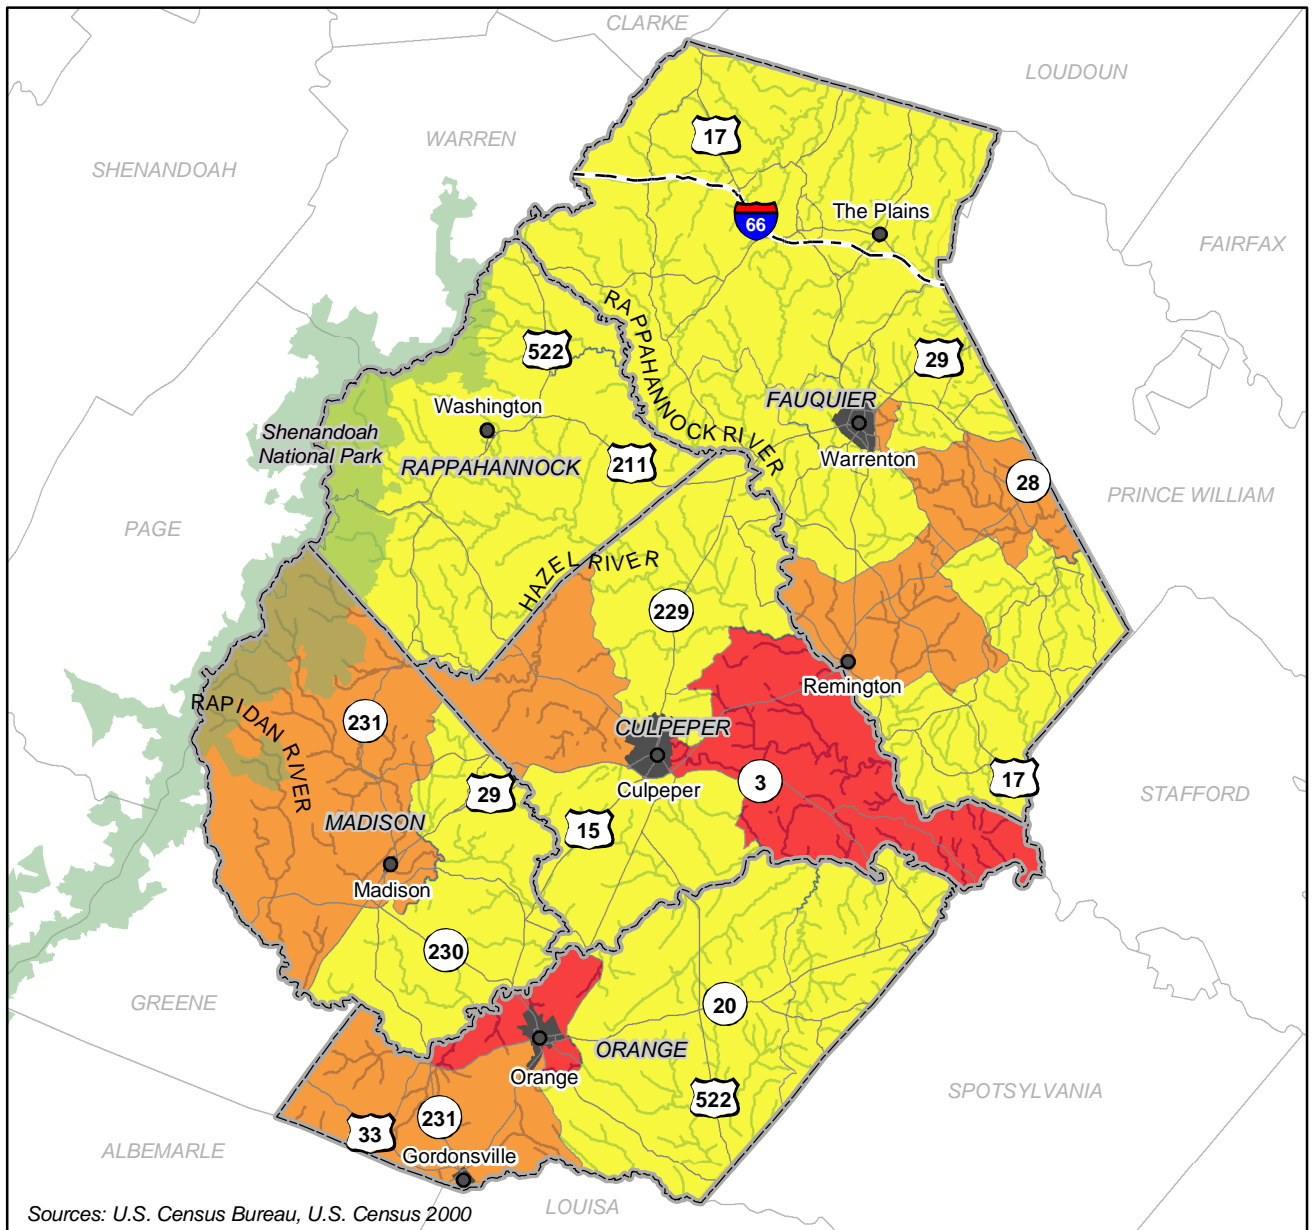 CLARKE
LOUDOUN
WARREN
17
SHENANDOAH
66
The Plains
FAIRFAX
RAPPAHANNOCK RIVER
522
29
Washington
FAUQUIER
Shenandoah
National Park
RAPPAHANNOCK
211
Warrenton
28
PRINCE WILLIAM
PAGE
HAZEL RIVER
229
Remington
RAPIDAN RIVER
231
CULPEPER
29
Culpeper
3
17
STAFFORD
MADISON
15
Madison
230
GREENE
20
ORANGE
Orange
522
SPOTSYLVANIA
231
33
ALBEMARLE
Gordonsville
LOUISA
Sources: U.S. Census Bureau, U.S. Census 2000